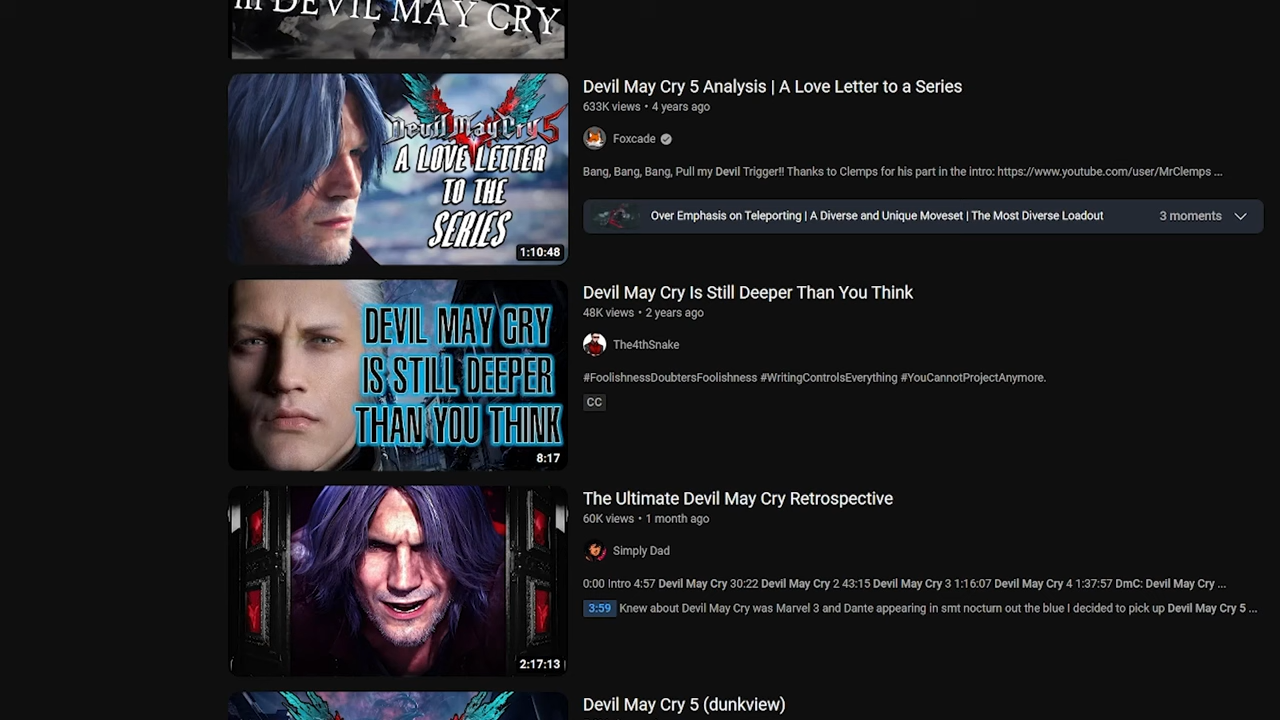 in DEVIL MAY CRY
Devil May Cry 5 Analysis | A Love Letter to a Series
633K views • 4 years ago
Foxcade
Bang, Bang, Bang, Pull my Devil Trigger!! Thanks to Clemps for his part in the intro: https://www.youtube.com/user/MrClemps ...
Over Emphasis on Teleporting | A Diverse and Unique Moveset | The Most Diverse Loadout
3 moments
Devil May Cry 5
A LOVE LETTER
TO THE
SERIES
1:10:48
Devil May Cry Is Still Deeper Than You Think
48K views • 2 years ago
The4thSnake
#FoolishnessDoubtersFoolishness #WritingControlsEverything #YouCannotProjectAnymore.
CC
DEVIL MAY CRY
IS STILL DEEPER
THAN YOU THINK
8:17
The Ultimate Devil May Cry Retrospective
60K views • 1 month ago
Simply Dad
0:00 Intro 4:57 Devil May Cry 30:22 Devil May Cry 2 43:15 Devil May Cry 3 1:16:07 Devil May Cry 4 1:37:57 DmC: Devil May Cry ...
3:59 Knew about Devil May Cry was Marvel 3 and Dante appearing in smt nocturn out the blue I decided to pick up Devil May Cry 5 ...
2:17:13
Devil May Cry 5 (dunkview)